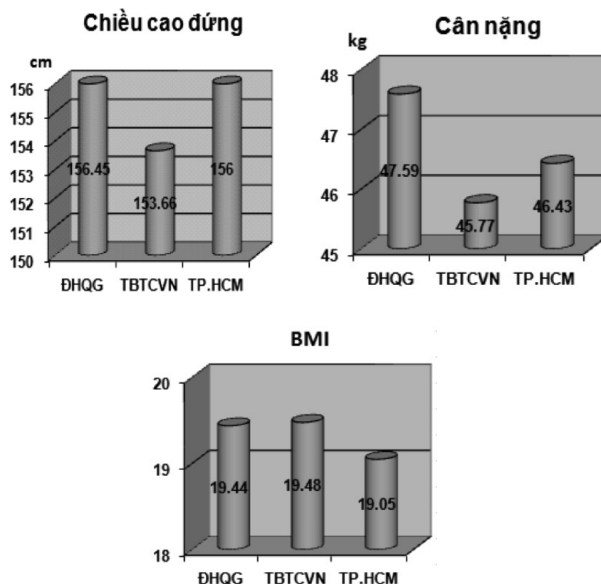 Chiều cao đứng
cm
156
155
154
153
152
151
150
156.45
153.66
156
ĐHQG TBTCVN TP.HCM
Cân nặng
kg
48
47
46
45
47.59
45.77
46.43
ĐHQG TBTCVN TP.HCM
BMI
20
19
18
19.44
19.48
19.05
ĐHQG TBTCVN TP.HCM